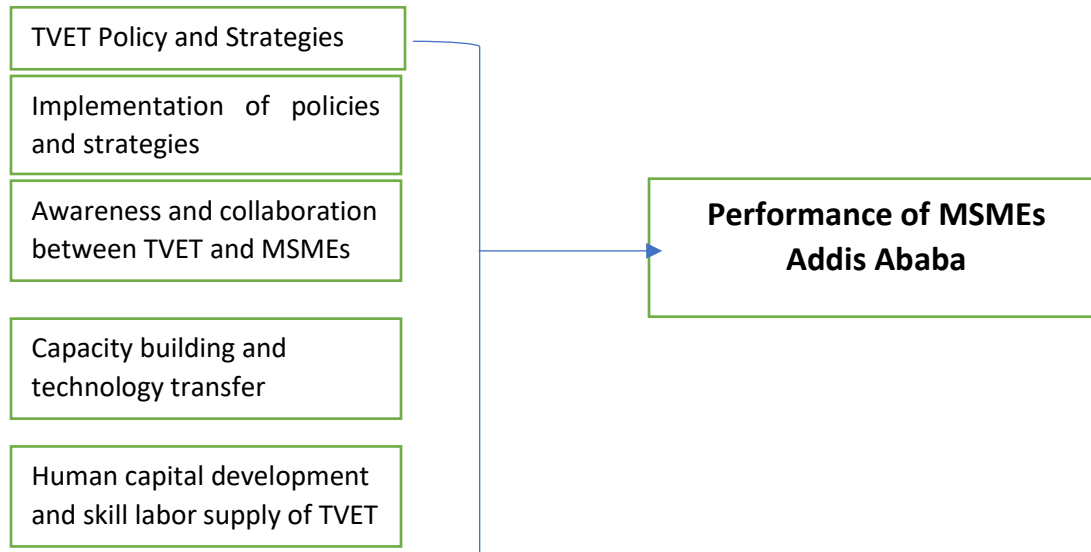 TVET Policy and Strategies
Implementation of policies
and strategies
Awareness and collaboration
between TVET and MSMEs
Performance of MSMEs
Addis Ababa
Capacity building and
technology transfer
Human capital development
and skill labor supply of TVET